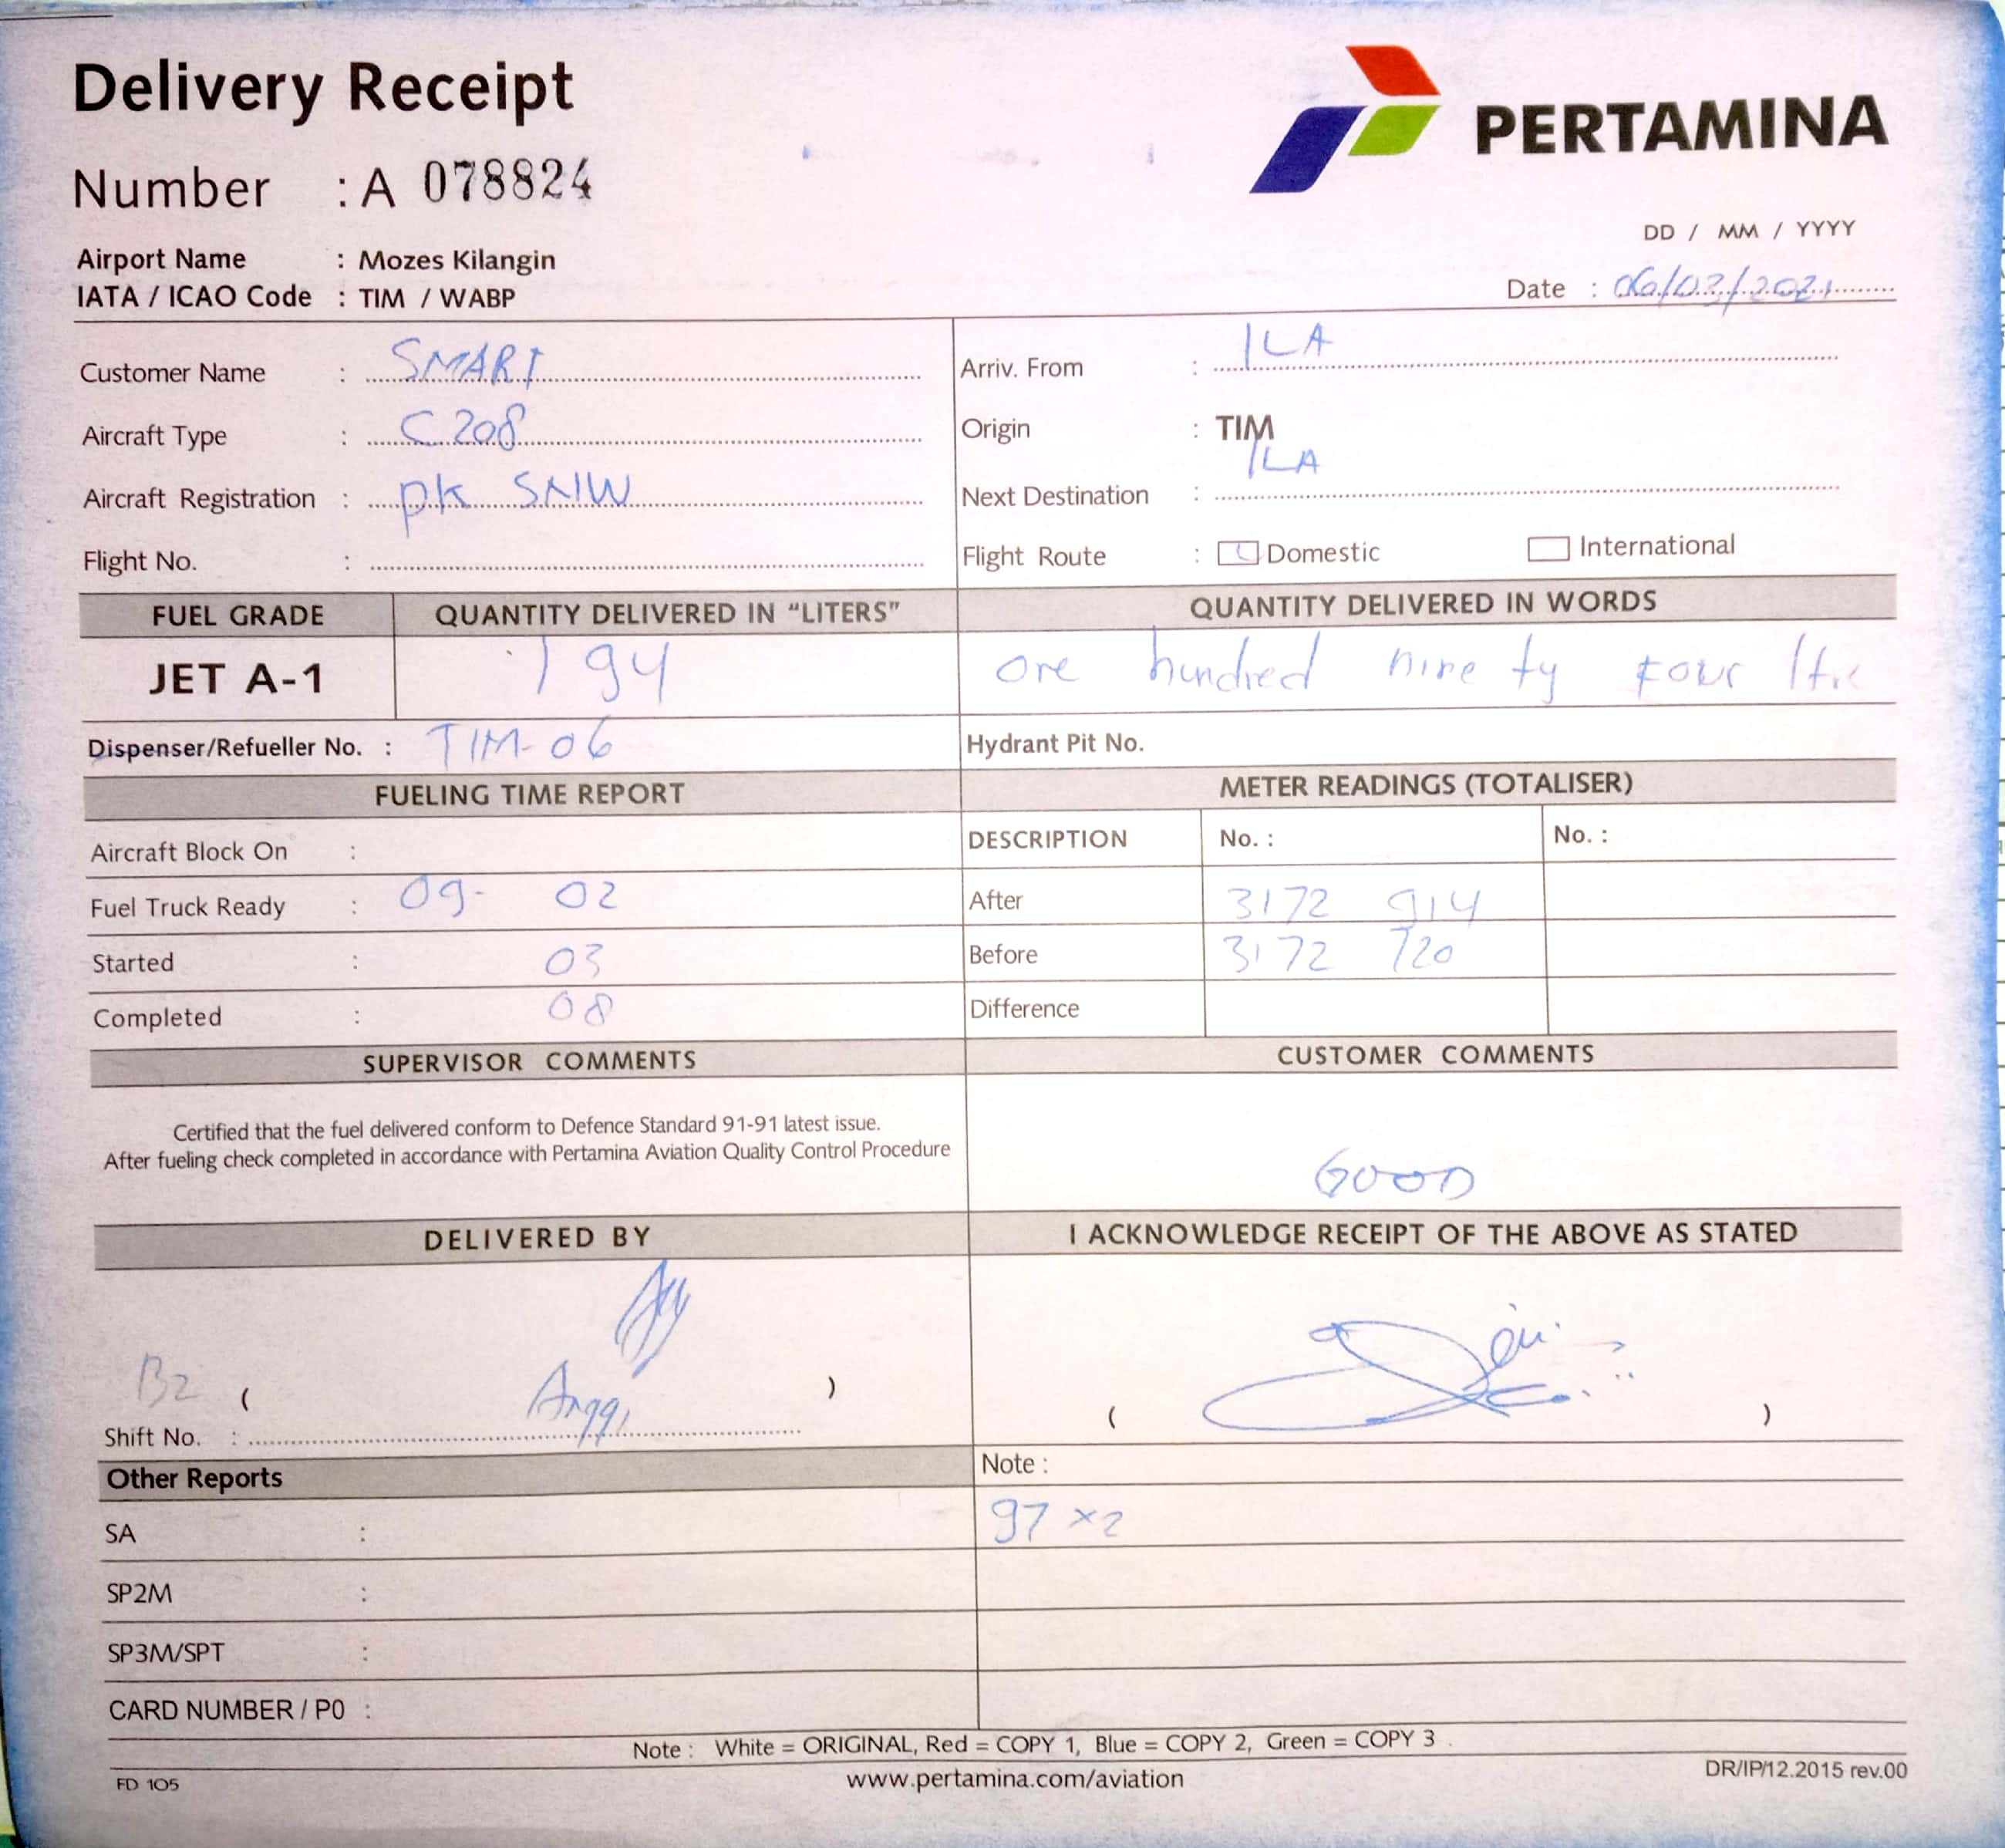 Delivery Receipt
PERTAMINA
Number : A 078824
DD / MM / YYYY
Airport Name : Mozes Kilangin
IATA / ICAO Code : TIM / WABP
Date : 06/03/2021
Customer Name : SMART
Arriv. From : ILA
Aircraft Type : C208
Origin : TIM
Aircraft Registration : PK SNW
Next Destination : ILA
Flight No. :
Flight Route : Domestic International
FUEL GRADE QUANTITY DELIVERED IN “LITERS” QUANTITY DELIVERED IN WORDS
JET A-1 194 one hundred nine ty four
Dispenser/Refueller No. : TIM-06 Hydrant Pit No.
FUELING TIME REPORT METER READINGS (TOTALISER)
Aircraft Block On : DESCRIPTION No. : No. :
Fuel Truck Ready : 09- 02 After 3172 914
Started : 03 Before 3172 720
Completed : 08 Difference
SUPERVISOR COMMENTS CUSTOMER COMMENTS
Certified that the fuel delivered conform to Defence Standard 91-91 latest issue.
After fueling check completed in accordance with Pertamina Aviation Quality Control Procedure
GOOD
DELIVERED BY I ACKNOWLEDGE RECEIPT OF THE ABOVE AS STATED
B2 ( Anggi ) ( )
Shift No. :
Other Reports Note :
SA : 97 x2
SP2M :
SP3M/SPT :
CARD NUMBER / P0 :
Note : White = ORIGINAL, Red = COPY 1, Blue = COPY 2, Green = COPY 3 .
FD 105 www.pertamina.com/aviation DR/IP/12.2015 rev.00